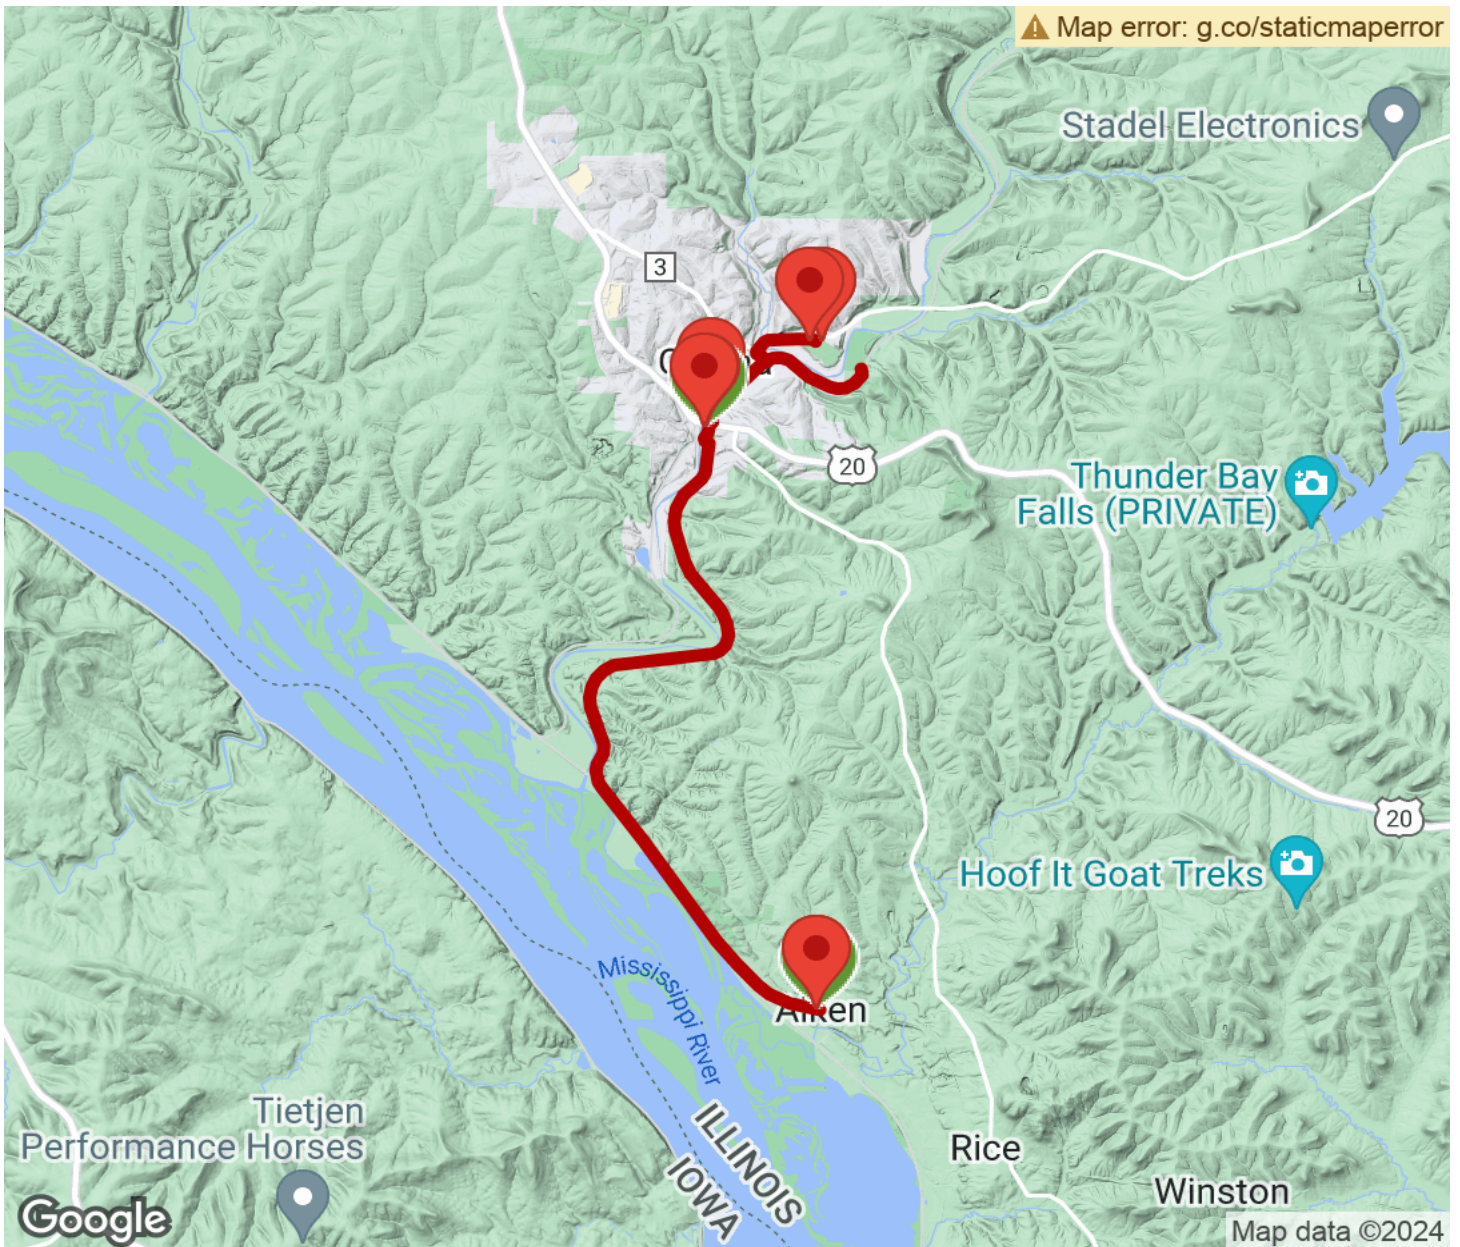 Map error: g.co/staticmaperror
Stadel Electronics
3
20
Thunder Bay
Falls (PRIVATE)
20
Hoof It Goat Treks
Mississippi River
Aiken
Tietjen
Performance Horses
ILLINOIS
IOWA
Rice
Winston
Google
Map data ©2024